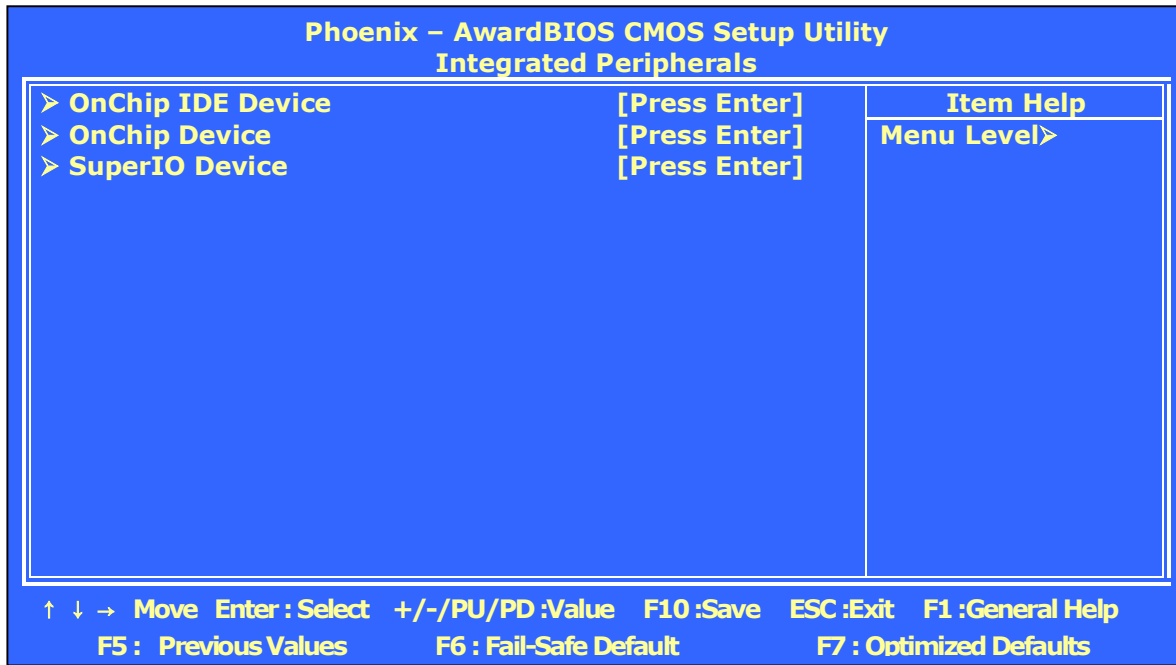 Phoenix – AwardBIOS CMOS Setup Utility
Integrated Peripherals
➢ OnChip IDE Device [Press Enter]
➢ OnChip Device [Press Enter]
➢ SuperIO Device [Press Enter]
Item Help
Menu Level➢
↑ ↓ → Move Enter : Select +/-/PU/PD :Value F10 :Save ESC :Exit F1 :General Help
F5 : Previous Values F6 : Fail-Safe Default F7 : Optimized Defaults